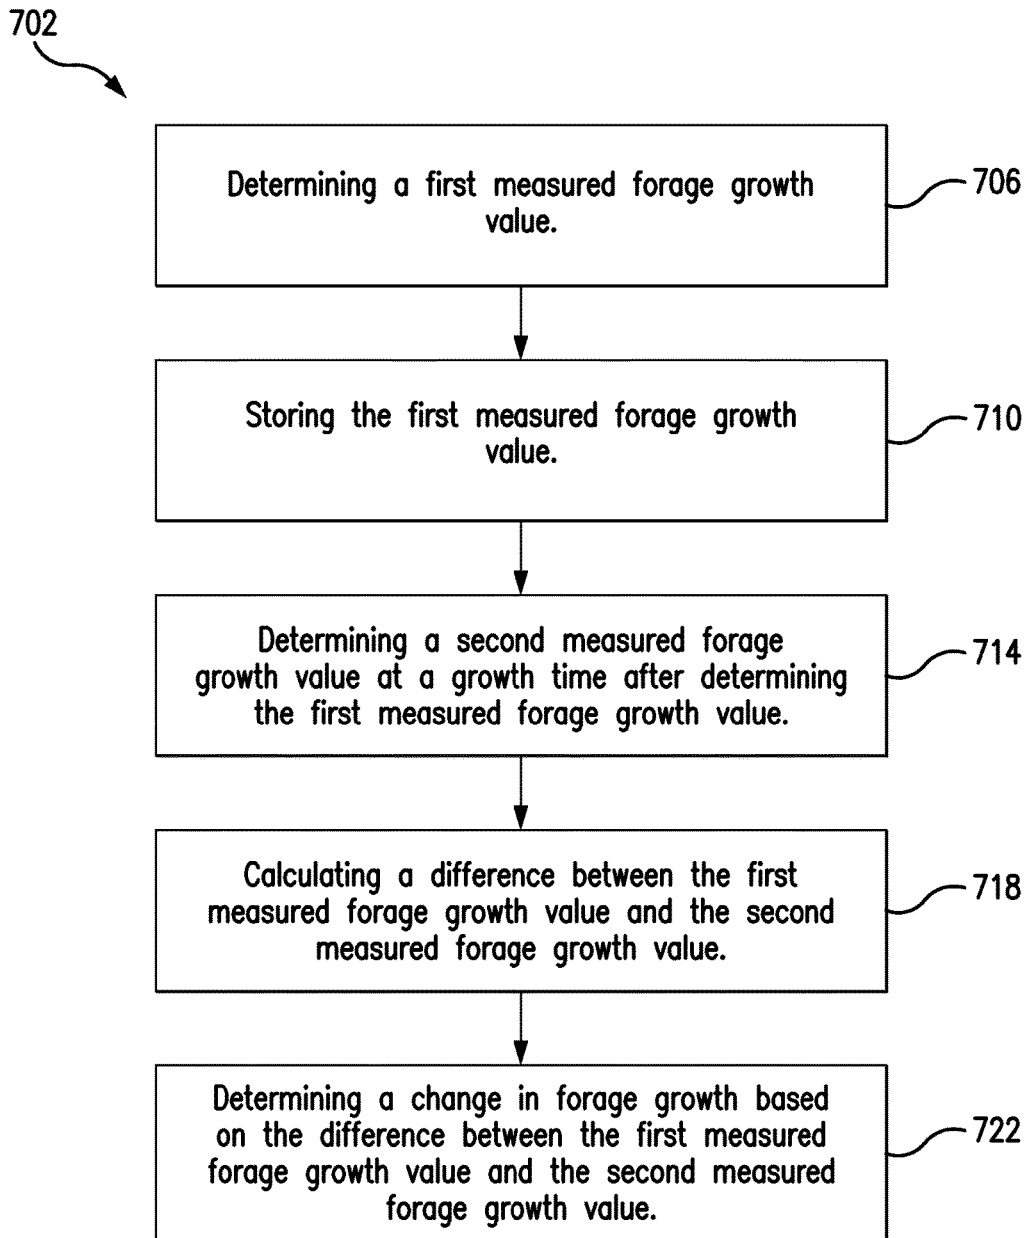 702
Determining a first measured forage growth
value.
706
Storing the first measured forage growth
value.
710
Determining a second measured forage
growth value at a growth time after determining
the first measured forage growth value.
714
Calculating a difference between the first
measured forage growth value and the second
measured forage growth value.
718
Determining a change in forage growth based
on the difference between the first measured
forage growth value and the second measured
forage growth value.
722